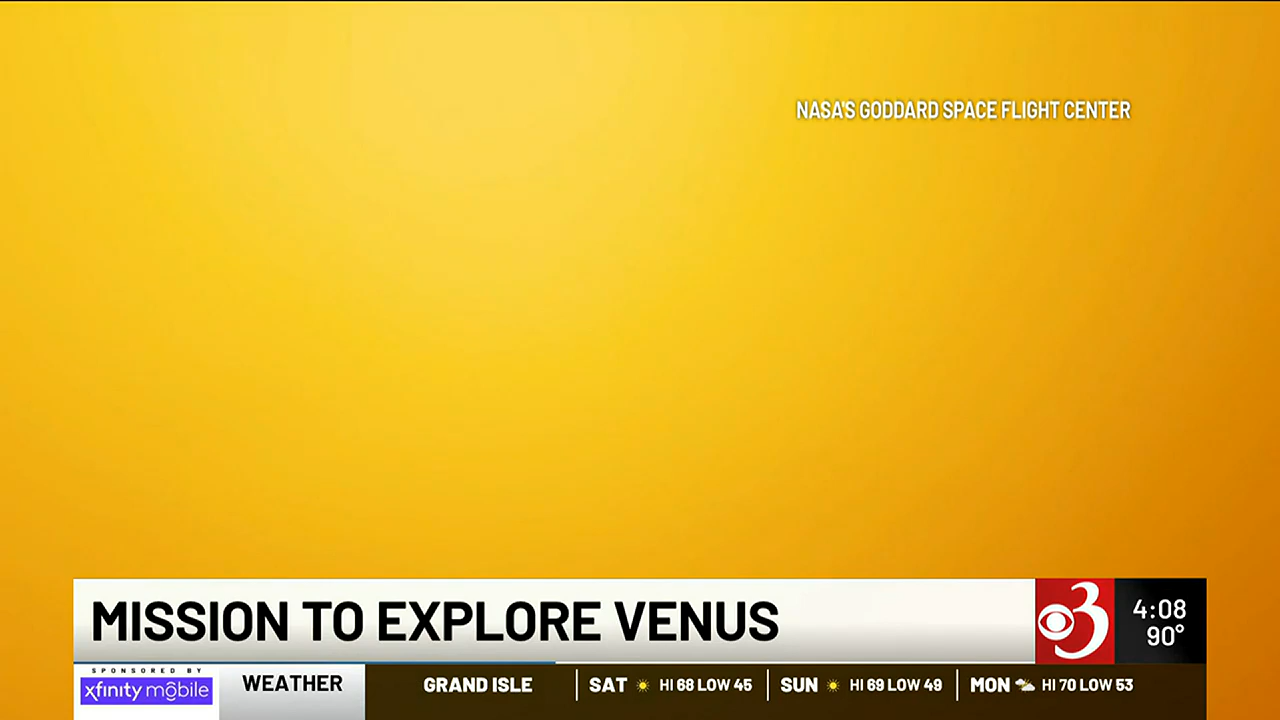 NASA'S GODDARD SPACE FLIGHT CENTER
MISSION TO EXPLORE VENUS
3
4:08
90°
SPONSORED BY
xfinity mobile
WEATHER
GRAND ISLE
SAT HI 68 LOW 45
SUN HI 69 LOW 49
MON HI 70 LOW 53